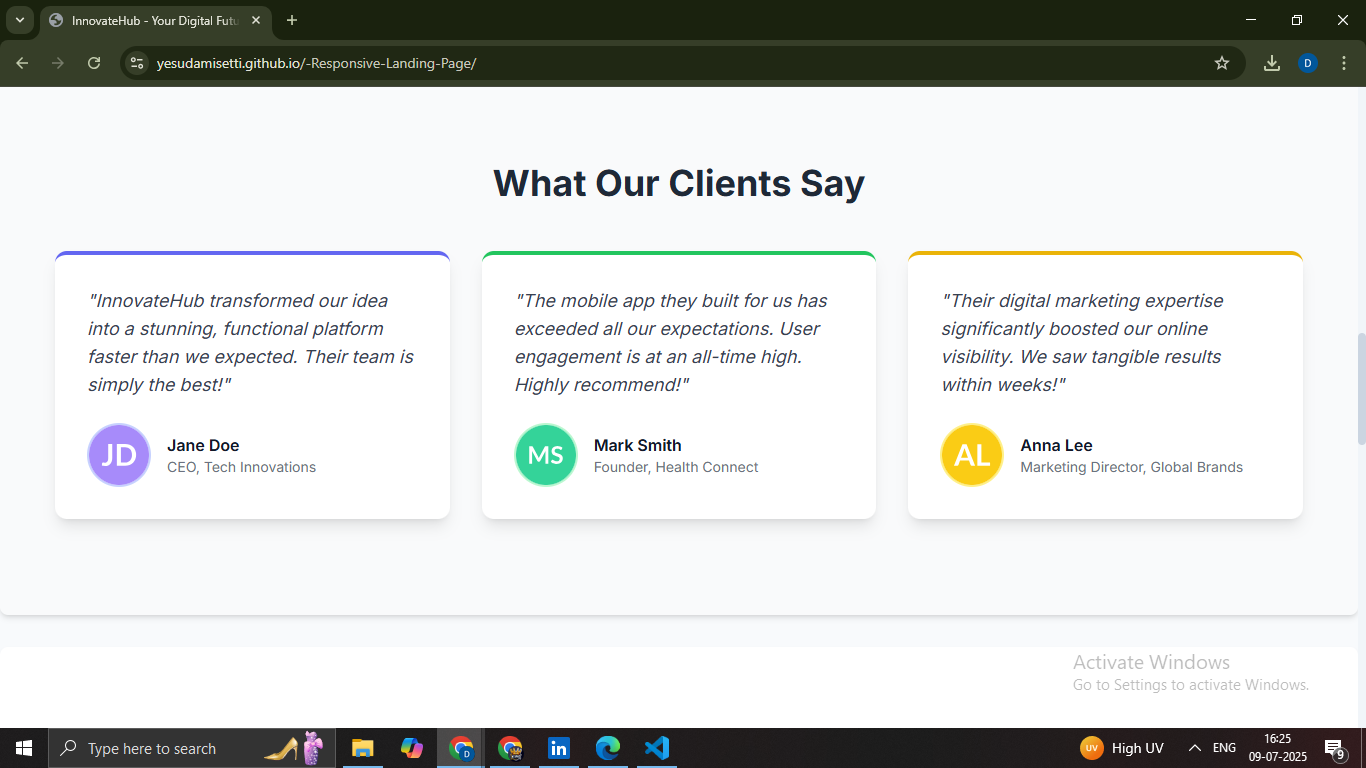 InnovateHub - Your Digital Futu
yesudamisetti.github.io/-Responsive-Landing-Page/
D
What Our Clients Say
"InnovateHub transformed our idea
into a stunning, functional platform
faster than we expected. Their team is
simply the best!"
JD
Jane Doe
CEO, Tech Innovations
"The mobile app they built for us has
exceeded all our expectations. User
engagement is at an all-time high.
Highly recommend!"
MS
Mark Smith
Founder, Health Connect
"Their digital marketing expertise
significantly boosted our online
visibility. We saw tangible results
within weeks!"
AL
Anna Lee
Marketing Director, Global Brands
Activate Windows
Go to Settings to activate Windows.
Type here to search
D
in
UV
High UV
ENG
16:25
09-07-2025
9